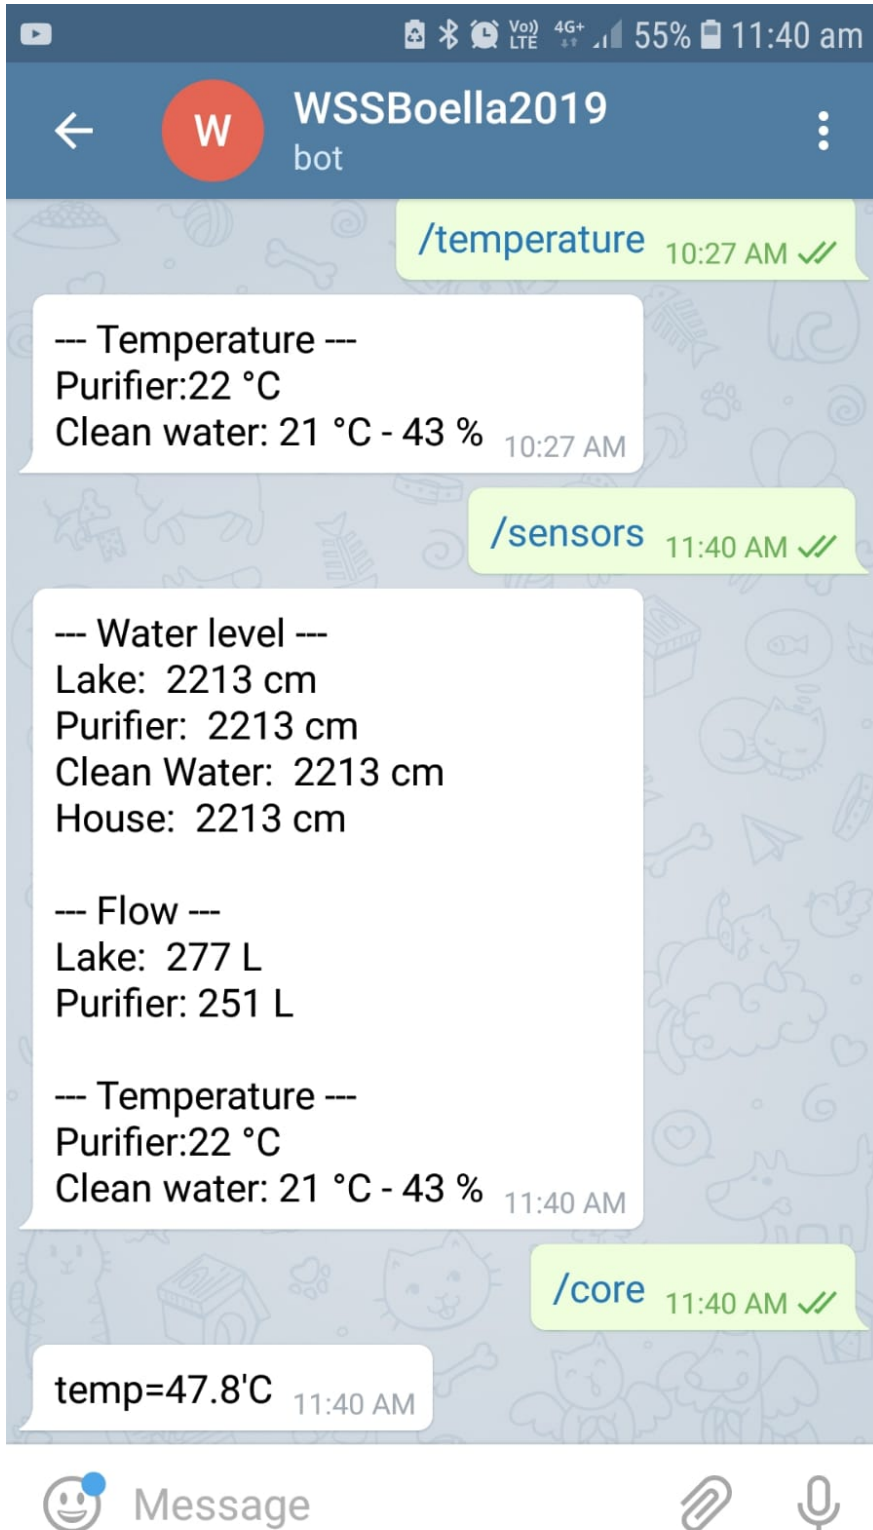 Vo)) LTE 4G+ 55% 11:40 am
W
WSSBoella2019
bot
/temperature 10:27 AM
--- Temperature ---
Purifier:22 °C
Clean water: 21 °C - 43 % 10:27 AM
/sensors 11:40 AM
--- Water level ---
Lake:  2213 cm
Purifier:  2213 cm
Clean Water:  2213 cm
House:  2213 cm
--- Flow ---
Lake:  277 L
Purifier: 251 L
--- Temperature ---
Purifier:22 °C
Clean water: 21 °C - 43 % 11:40 AM
/core 11:40 AM
temp=47.8'C 11:40 AM
Message